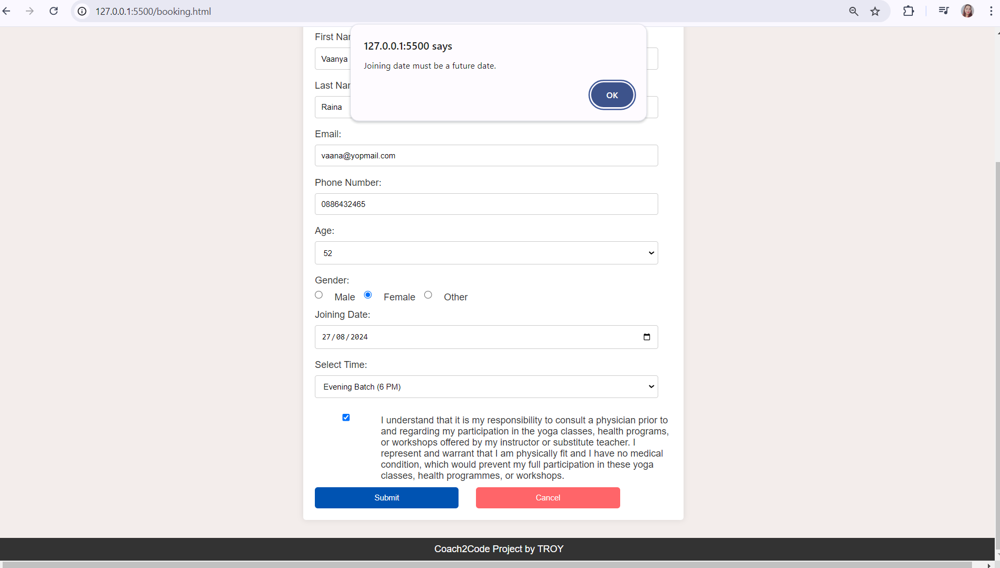 127.0.0.1:5500/booking.html
127.0.0.1:5500 says
Joining date must be a future date.
OK
First Nar
Vaanya
Last Nar
Raina
Email:
vaana@yopmail.com
Phone Number:
0886432465
Age:
52
Gender:
Male Female Other
Joining Date:
27/08/2024
Select Time:
Evening Batch (6 PM)
I understand that it is my responsibility to consult a physician prior to
and regarding my participation in the yoga classes, health programs,
or workshops offered by my instructor or substitute teacher. I
represent and warrant that I am physically fit and I have no medical
condition, which would prevent my full participation in these yoga
classes, health programmes, or workshops.
Submit Cancel
Coach2Code Project by TROY